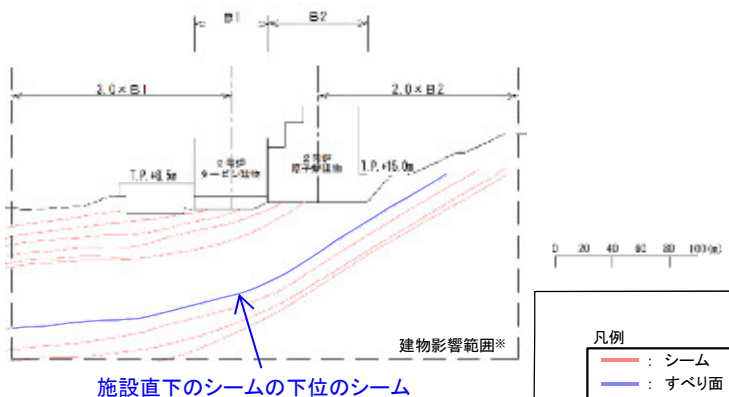 B1
B2
3.0×B1
2.0×B2
T.P.+8.5m
2号炉
タービン建物
2号炉
原子炉建物
T.P.+15.0m
0 20 40 60 80 100(m)
建物影響範囲※
凡例
: シーム
: すべり面
施設直下のシームの下位のシーム